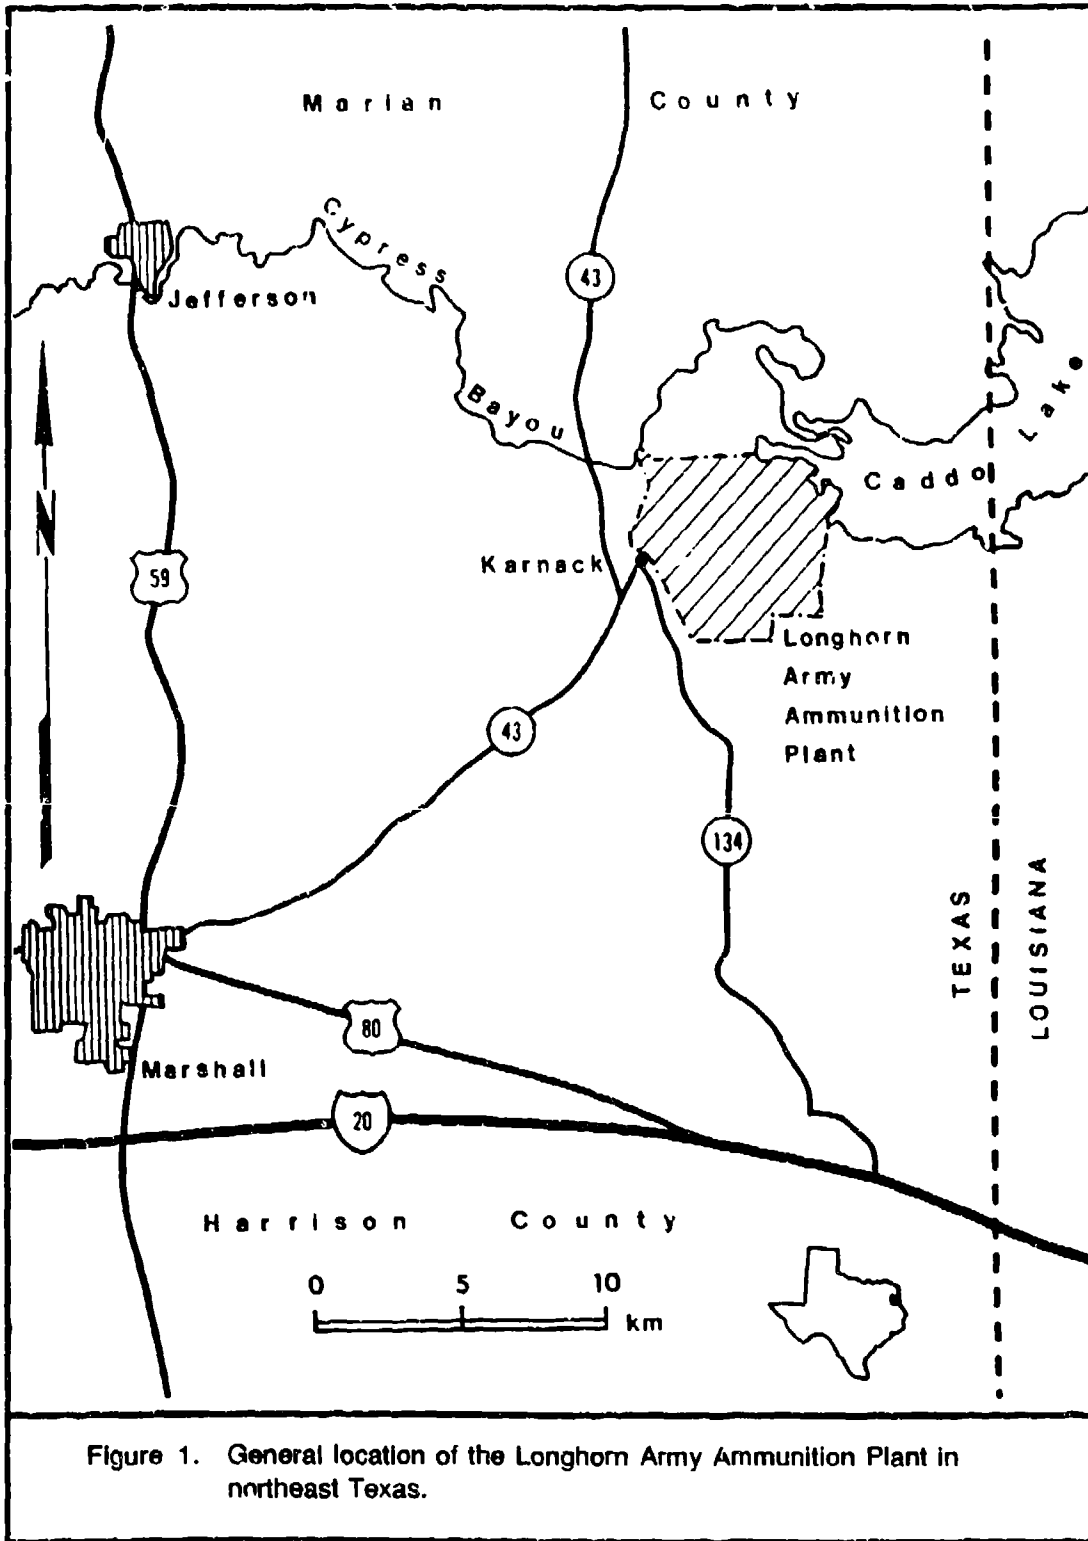 Marian County
Cypress
Bayou
43
Jefferson
Lake
Caddo
N
59
Karnack
Longhorn
Army
Ammunition
Plant
43
134
TEXAS
LOUISIANA
80
Marshall
20
Harrison County
0 5 10
km
Figure 1. General location of the Longhorn Army Ammunition Plant in
northeast Texas.